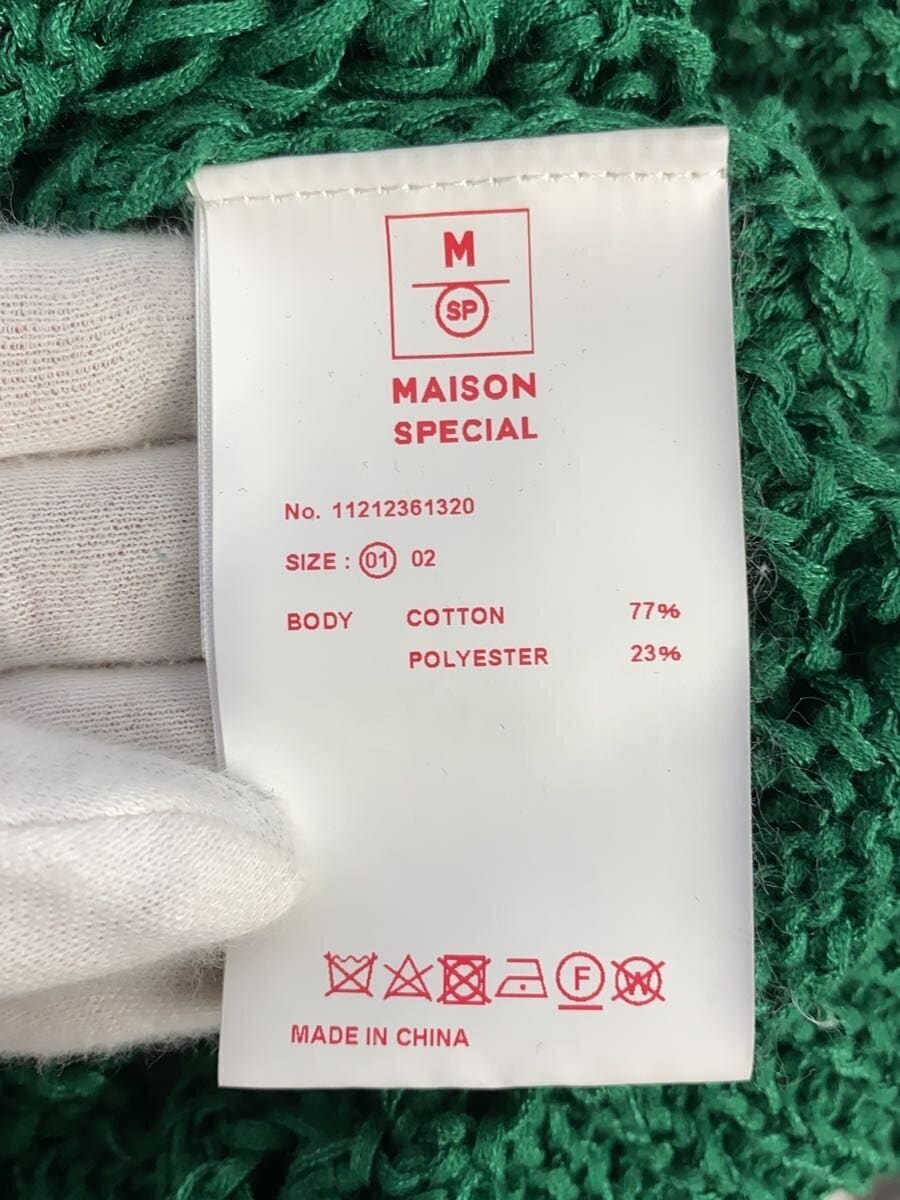 M
SP
MAISON
SPECIAL
No. 11212361320
SIZE : 01 02
BODY COTTON 77%
POLYESTER 23%
F W
MADE IN CHINA